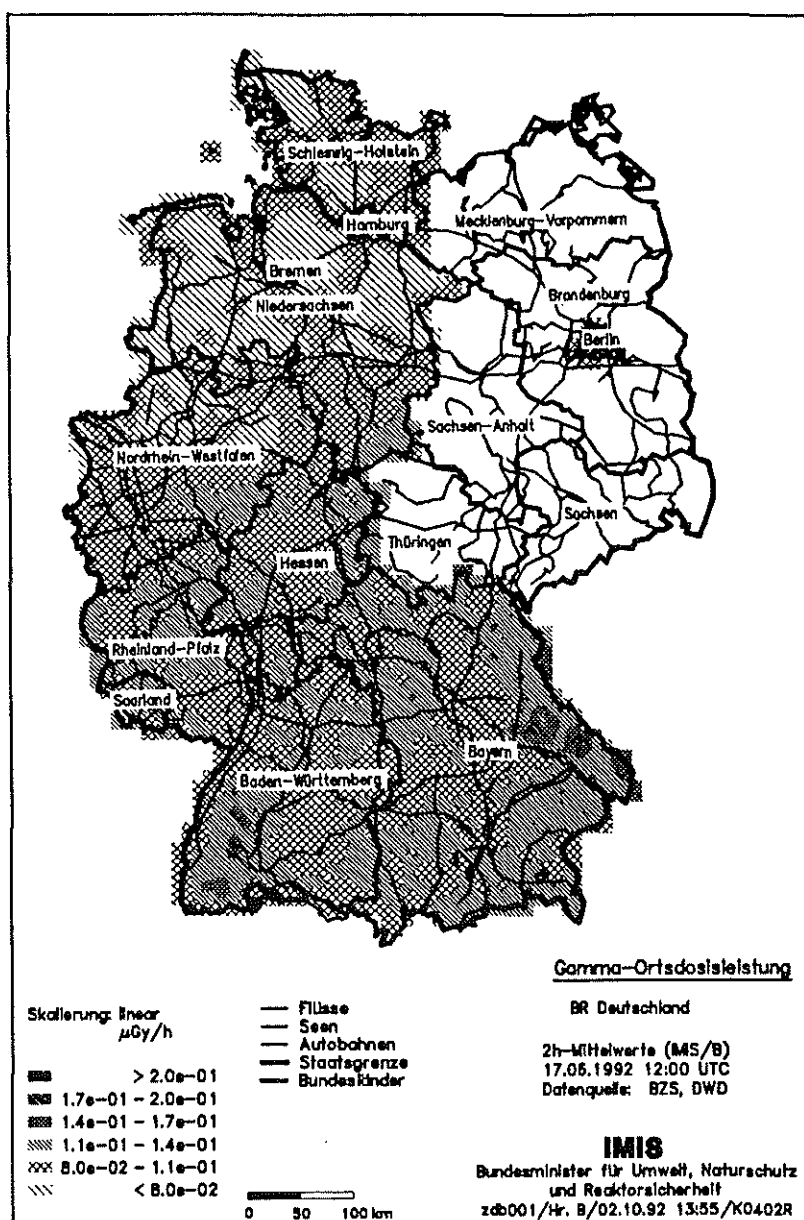 Schleswig-Holstein
Hamburg
Mecklenburg-Vorpommern
Bremen
Niedersachsen
Brandenburg
Berlin
Sachsen-Anhalt
Nordrhein-Westfalen
Sachsen
Thüringen
Hessen
Rheinland-Pfalz
Saarland
Bayern
Baden-Württemberg
Gamma-Ortsdosisleistung
BR Deutschland
2h-Mittelwerte (IMIS/B)
17.05.1992 12:00 UTC
Datenquelle: BZS, DWD
Skalierung: linear
µGy/h
> 2.0e-01
1.7e-01 - 2.0e-01
1.4e-01 - 1.7e-01
1.1e-01 - 1.4e-01
8.0e-02 - 1.1e-01
< 8.0e-02
Flüsse
Seen
Autobahnen
Staatsgrenze
Bundesländer
0 50 100 km
IMIS
Bundesminister für Umwelt, Naturschutz
und Reaktorsicherheit
zdb001/Hr. B/02.10.92 13:55/K0402R